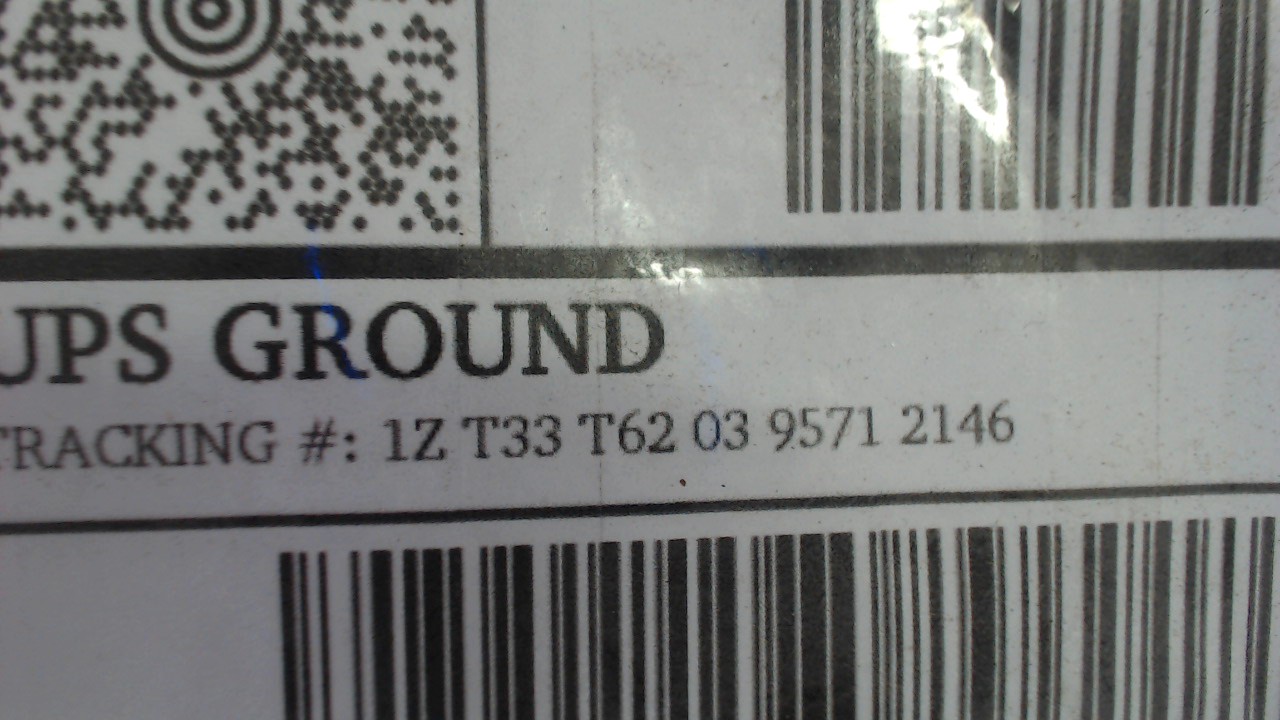 UPS GROUND
TRACKING #: 1Z T33 T62 03 9571 2146